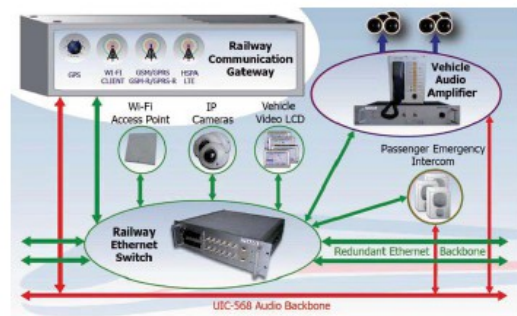 Railway
Communication
Gateway
GPS
WI-FI
CLIENT
GSM/GPRS
GSM-R/GPRS-R
HSPA
LTE
Vehicle
Audio
Amplifier
Wi-Fi
Access Point
IP
Cameras
Vehicle
Video LCD
Passenger Emergency
Intercom
Railway
Ethernet
Switch
Redundant Ethernet Backbone
UIC-568 Audio Backbone